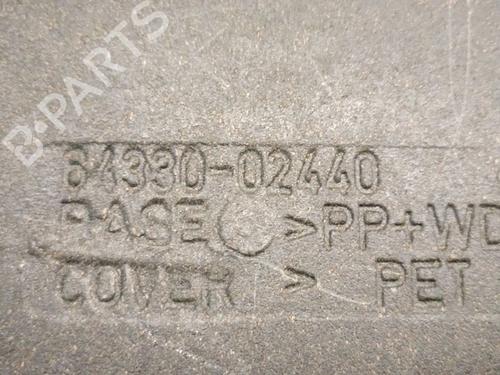 B-PARTS
64330-02440
BASE >PP+WD
COVER > PET